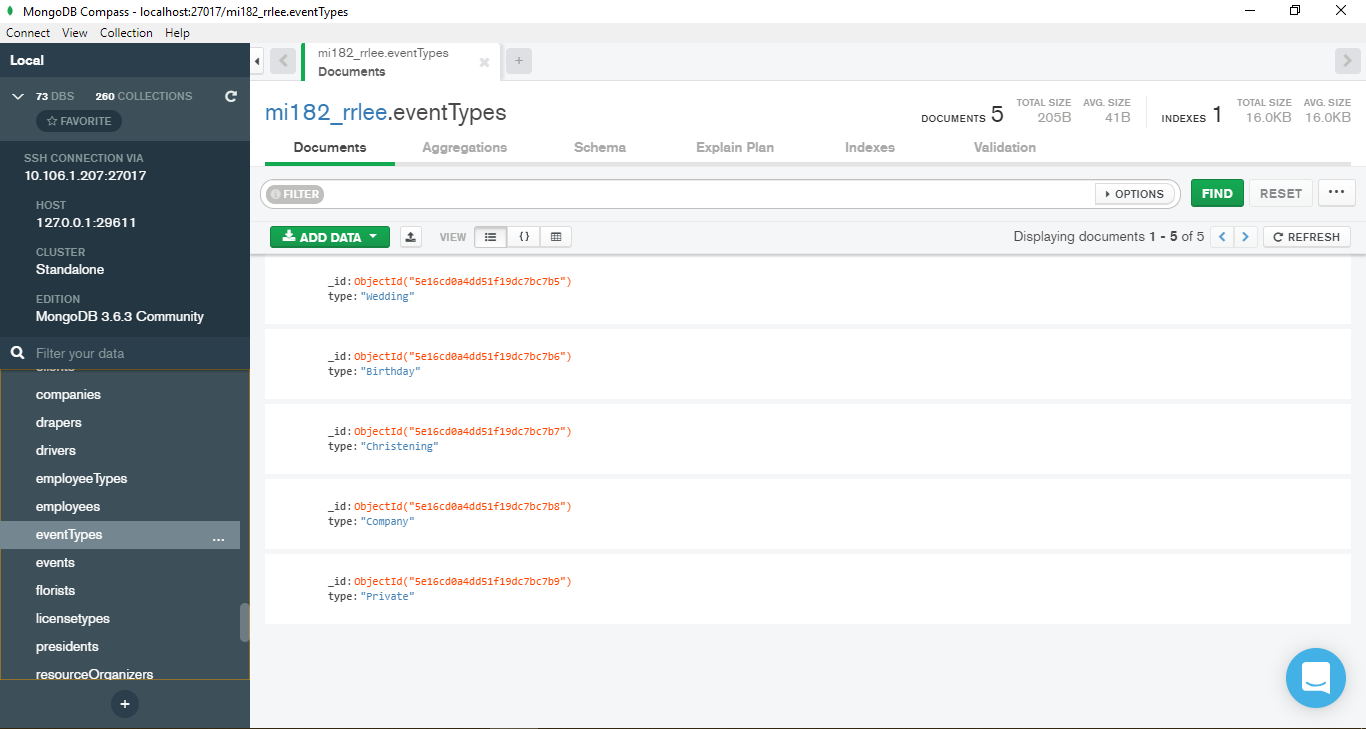 MongoDB Compass - localhost:27017/mi182_rrlee.eventTypes
Connect View Collection Help
Local
73 DBS 260 COLLECTIONS
FAVORITE
SSH CONNECTION VIA
10.106.1.207:27017
HOST
127.0.0.1:29611
CLUSTER
Standalone
EDITION
MongoDB 3.6.3 Community
Filter your data
clients
companies
drapers
drivers
employeeTypes
employees
eventTypes ...
events
florists
licensetypes
presidents
resourceOrganizers
+
mi182_rrlee.eventTypes
Documents
+
mi182_rrlee.eventTypes
DOCUMENTS 5 TOTAL SIZE 205B AVG. SIZE 41B INDEXES 1 TOTAL SIZE 16.0KB AVG. SIZE 16.0KB
Documents Aggregations Schema Explain Plan Indexes Validation
FILTER OPTIONS FIND RESET ...
ADD DATA VIEW {} Displaying documents 1 - 5 of 5 < > REFRESH
_id: ObjectId("5e16cd0a4dd51f19dc7bc7b5")
type: "Wedding"
_id: ObjectId("5e16cd0a4dd51f19dc7bc7b6")
type: "Birthday"
_id: ObjectId("5e16cd0a4dd51f19dc7bc7b7")
type: "Christening"
_id: ObjectId("5e16cd0a4dd51f19dc7bc7b8")
type: "Company"
_id: ObjectId("5e16cd0a4dd51f19dc7bc7b9")
type: "Private"